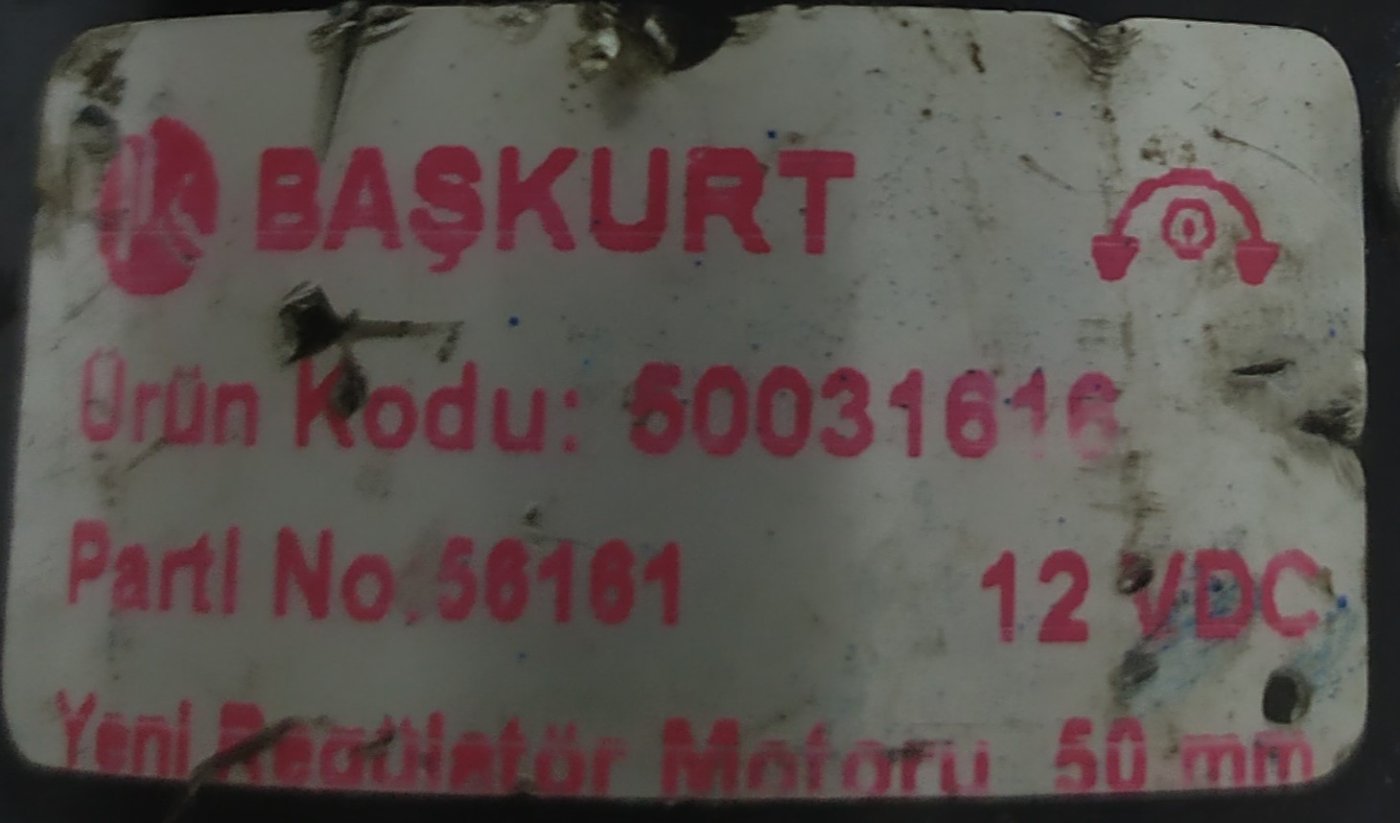 BAŞKURT
Ürün Kodu: 50031616
Parti No.56161 12 VDC
Yeni Regülatör Motoru 50 mm